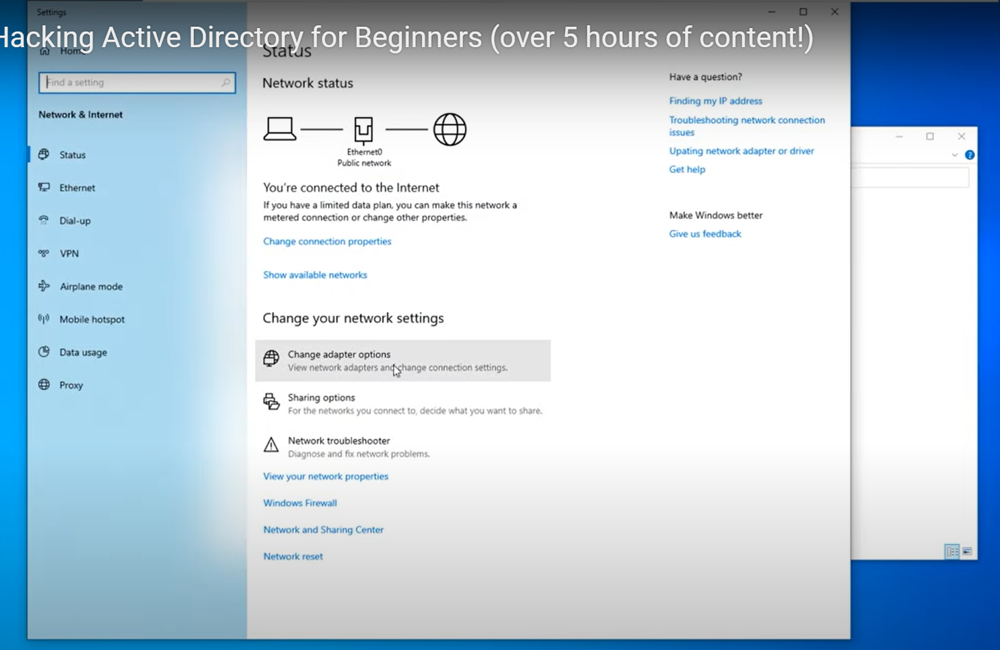 Settings
Hacking Active Directory for Beginners (over 5 hours of content!)
Home
Find a setting
Network & Internet
Status
Ethernet
Dial-up
VPN
Airplane mode
Mobile hotspot
Data usage
Proxy
Status
Network status
Ethernet0
Public network
You're connected to the Internet
If you have a limited data plan, you can make this network a
metered connection or change other properties.
Change connection properties
Show available networks
Change your network settings
Change adapter options
View network adapters and change connection settings.
Sharing options
For the networks you connect to, decide what you want to share.
Network troubleshooter
Diagnose and fix network problems.
View your network properties
Windows Firewall
Network and Sharing Center
Network reset
Have a question?
Finding my IP address
Troubleshooting network connection
issues
Upating network adapter or driver
Get help
Make Windows better
Give us feedback
?